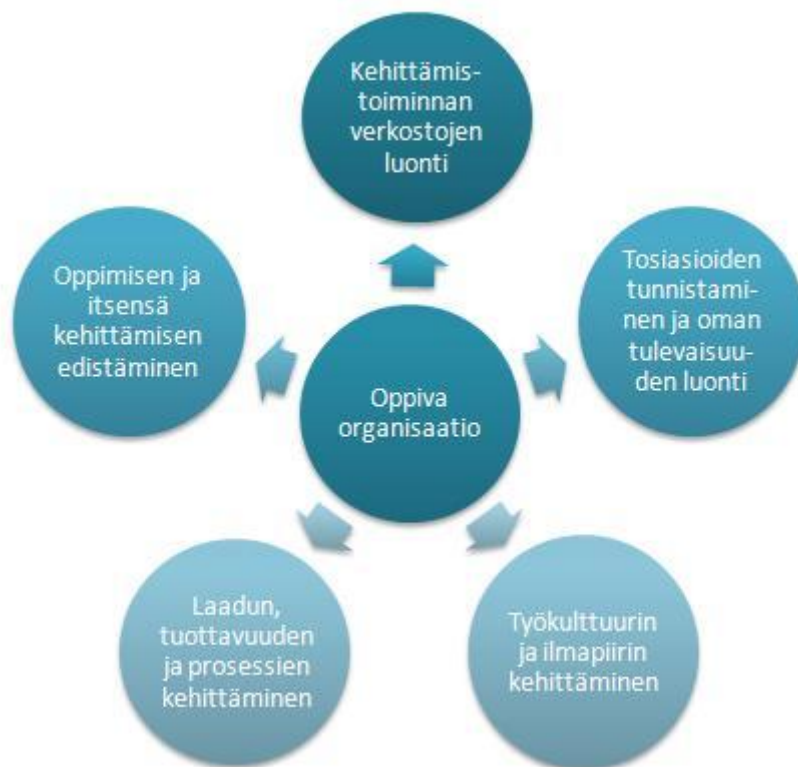 Kehittämis-
toiminnan
verkostojen
luonti
Oppimisen ja
itsensä
kehittämisen
edistäminen
Tosiasioiden
tunnistami-
nen ja oman
tulevaisuu-
den luonti
Oppiva
organisaatio
Laadun,
tuottavuuden
ja prosessien
kehittäminen
Työkulttuurin
ja ilmapiirin
kehittäminen